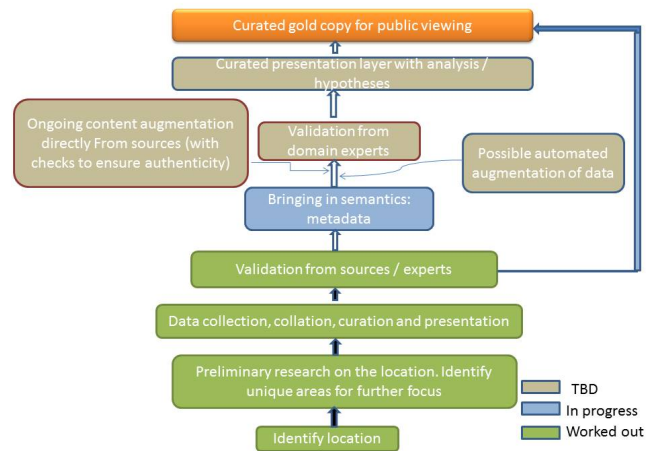 Curated gold copy for public viewing
Curated presentation layer with analysis /
hypotheses
Ongoing content augmentation
directly From sources (with
checks to ensure authenticity)
Validation from
domain experts
Possible automated
augmentation of data
Bringing in semantics:
metadata
Validation from sources / experts
Data collection, collation, curation and presentation
Preliminary research on the location. Identify
unique areas for further focus
Identify location
TBD
In progress
Worked out